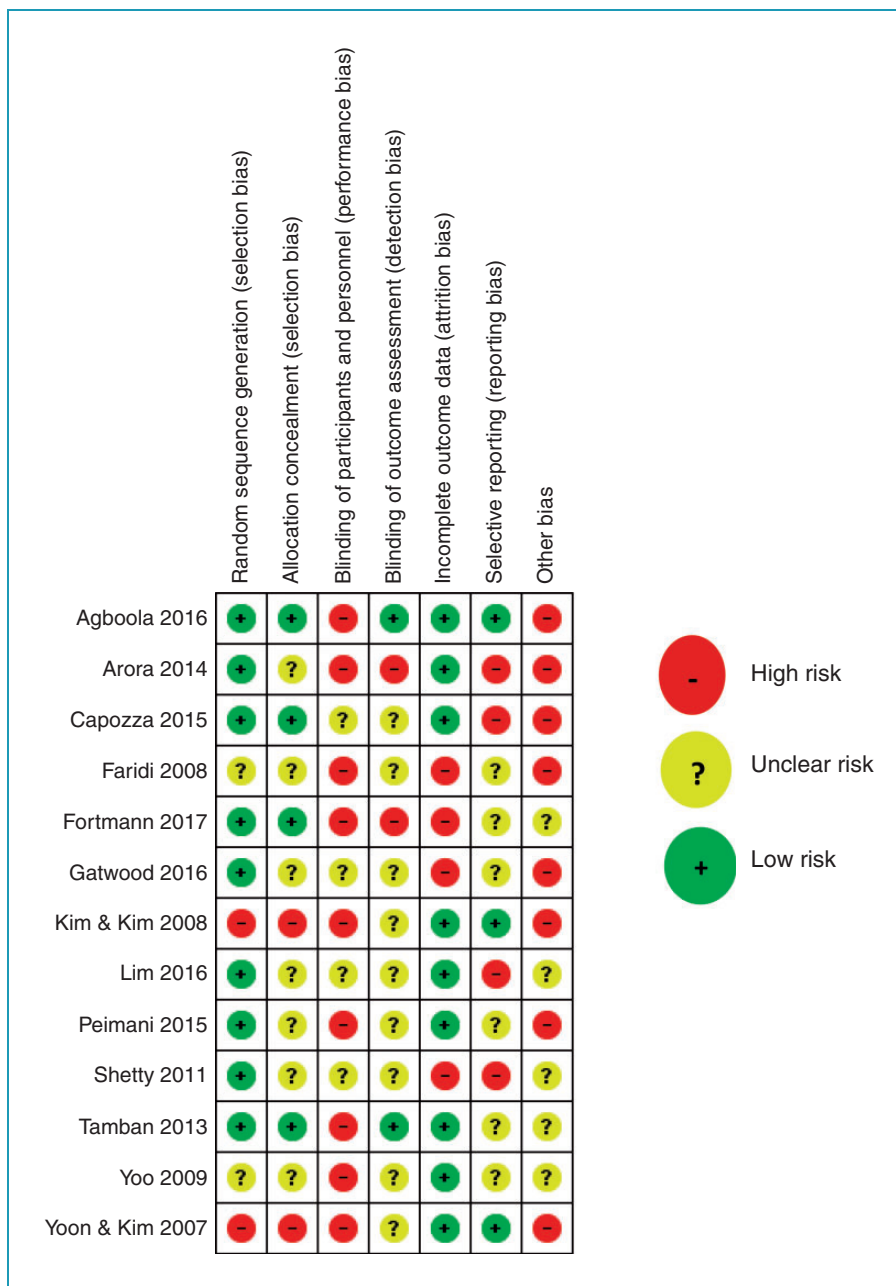 Random sequence generation (selection bias)
Allocation concealment (selection bias)
Blinding of participants and personnel (performance bias)
Blinding of outcome assessment (detection bias)
Incomplete outcome data (attrition bias)
Selective reporting (reporting bias)
Other bias
Agboola 2016 + + - + + + -
Arora 2014 + ? - - + - -
Capozza 2015 + + ? ? + - -
Faridi 2008 ? ? - ? - ? -
Fortmann 2017 + + - - - ? ?
Gatwood 2016 + ? ? ? - ? -
Kim & Kim 2008 - - - ? + + -
Lim 2016 + ? ? ? + - ?
Peimani 2015 + ? - ? + ? -
Shetty 2011 + ? ? ? - - ?
Tamban 2013 + + - + + ? ?
Yoo 2009 ? ? - ? + ? ?
Yoon & Kim 2007 - - - ? + + -
- High risk
? Unclear risk
+ Low risk